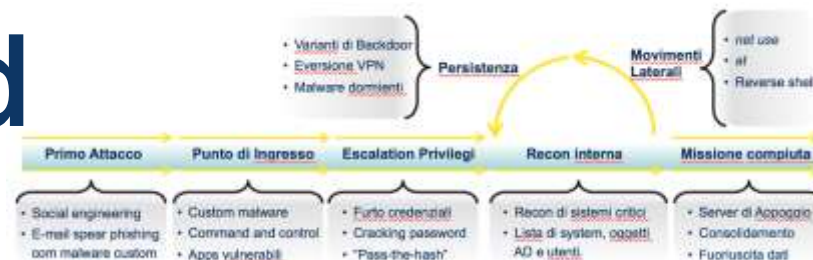 d
• Varianti di Backdoor
• Eversione VPN
• Malware dormienti
Persistenza
Movimenti
Laterali
• net use
• at
• Reverse shell
Primo Attacco
Punto di Ingresso
Escalation Privilegi
Recon interna
Missione compiuta
• Social engineering
• E-mail spear phishing
com malware custom
• Custom malware
• Command and control
• Apps vulnerabili
• Furto credenziali
• Cracking password
• "Pass-the-hash"
• Recon di sistemi critici
• Lista di system, oggetti
AD e utenti
• Server di Appoggio
• Consolidamento
• Fuoriuscita dati